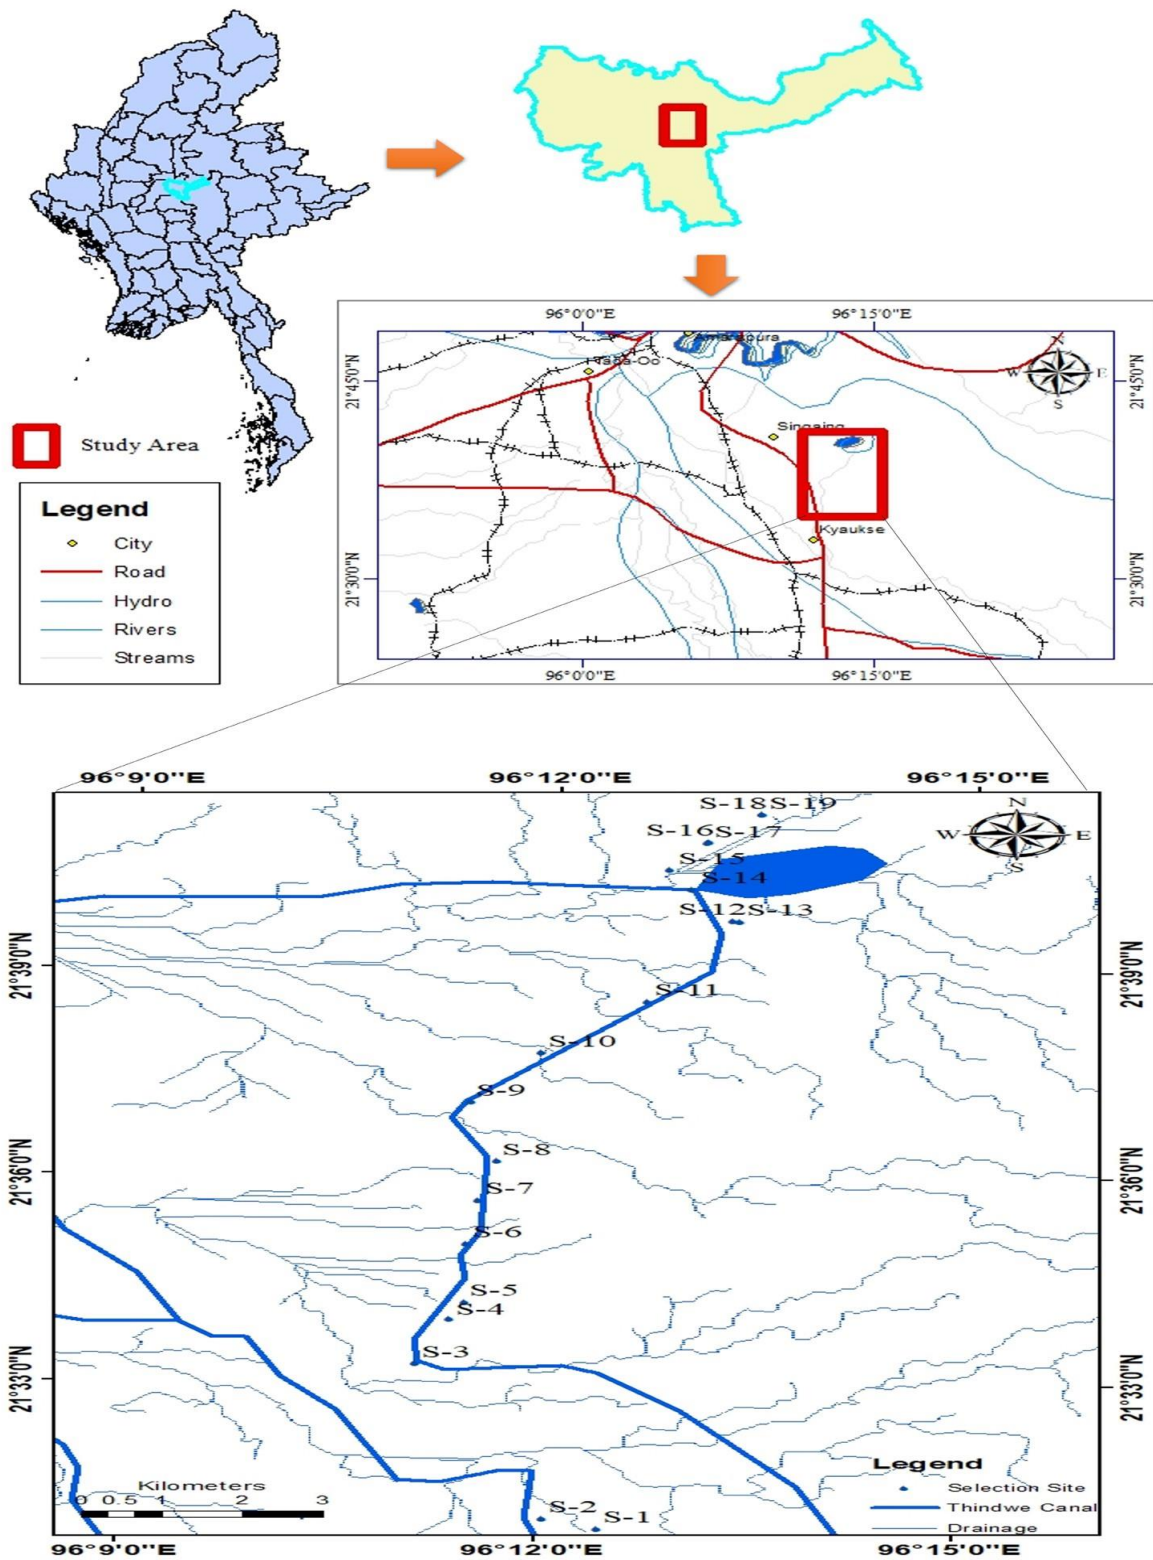 Study Area
Legend
City
Road
Hydro
Rivers
Streams
96°0'0"E 96°15'0"E
Amarapura
Tada-Oo
N
W E
S
21°45'0"N 21°45'0"N
Singaing
Kyaukse
21°30'0"N 21°30'0"N
96°0'0"E 96°15'0"E
96°9'0"E 96°12'0"E 96°15'0"E
S-18 S-19
S-16 S-17
N
W E
S
S-15
S-14
S-12 S-13
21°39'0"N 21°39'0"N
S-11
S-10
S-9
S-8
21°36'0"N 21°36'0"N
S-7
S-6
S-5
S-4
S-3
21°33'0"N 21°33'0"N
Legend
Selection Site
Thindwe Canal
Drainage
Kilometers
0 0.5 1 2 3
S-2
S-1
96°9'0"E 96°12'0"E 96°15'0"E